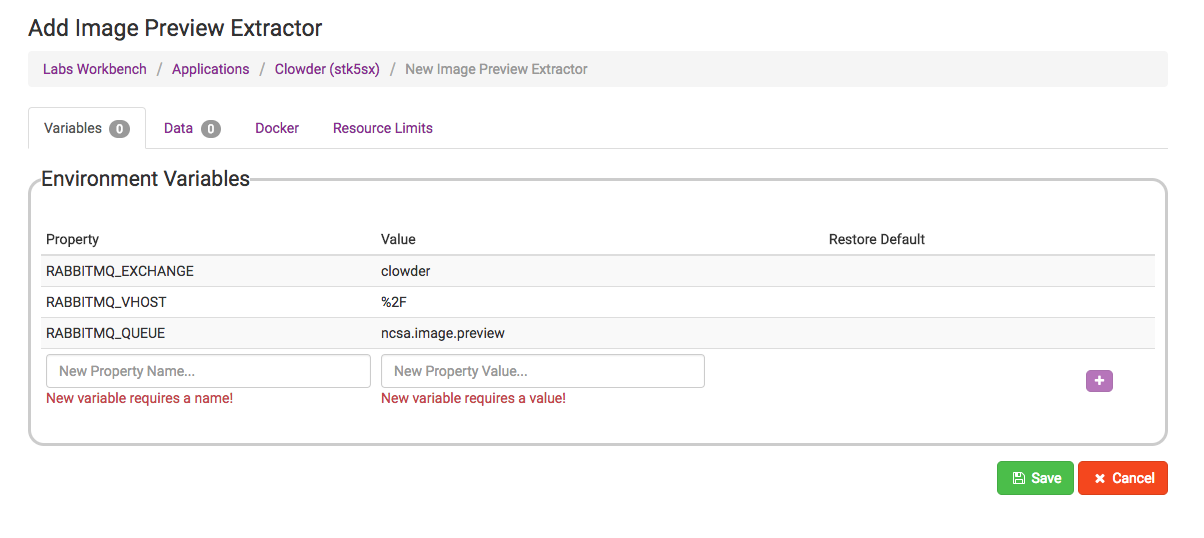 Add Image Preview Extractor
Labs Workbench / Applications / Clowder (stk5sx) / New Image Preview Extractor
Variables 0 Data 0 Docker Resource Limits
Environment Variables
Property Value Restore Default
RABBITMQ_EXCHANGE clowder
RABBITMQ_VHOST %2F
RABBITMQ_QUEUE ncsa.image.preview
New Property Name... New Property Value...
New variable requires a name! New variable requires a value!
Save Cancel